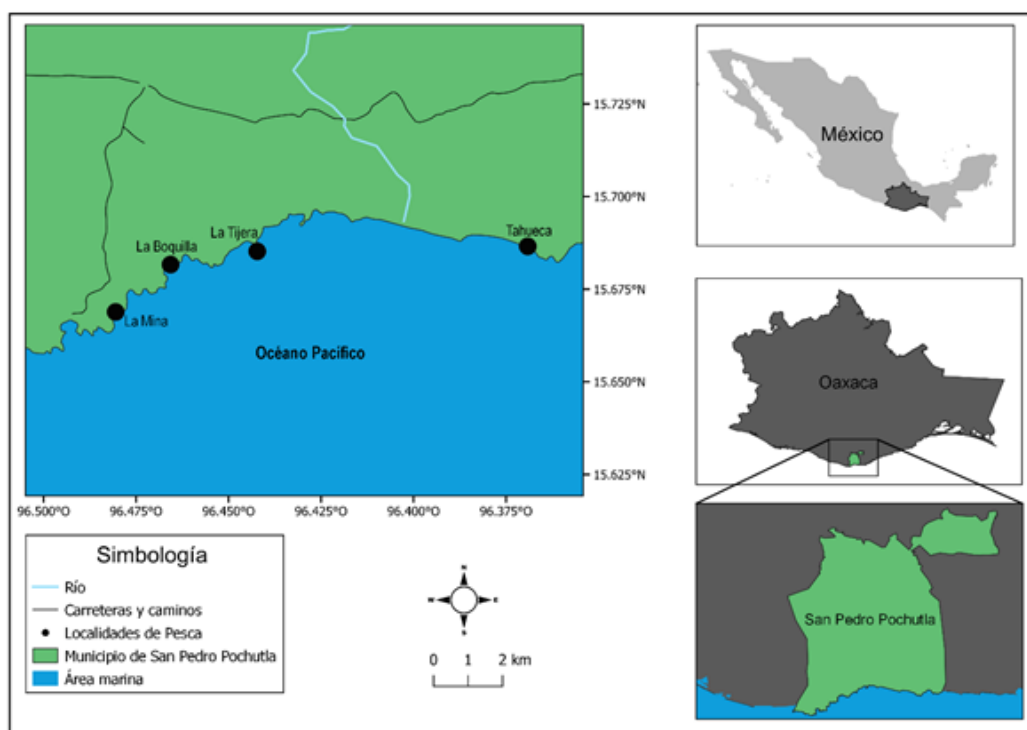 La Boquilla
La Tijera
Tahueca
La Mina
Océano Pacífico
15.725°N
15.700°N
15.675°N
15.650°N
15.625°N
96.500°O
96.475°O
96.450°O
96.425°O
96.400°O
96.375°O
Simbología
Río
Carreteras y caminos
Localidades de Pesca
Municipio de San Pedro Pochutla
Área marina
N
W
E
S
0 1 2 km
México
Oaxaca
San Pedro Pochutla